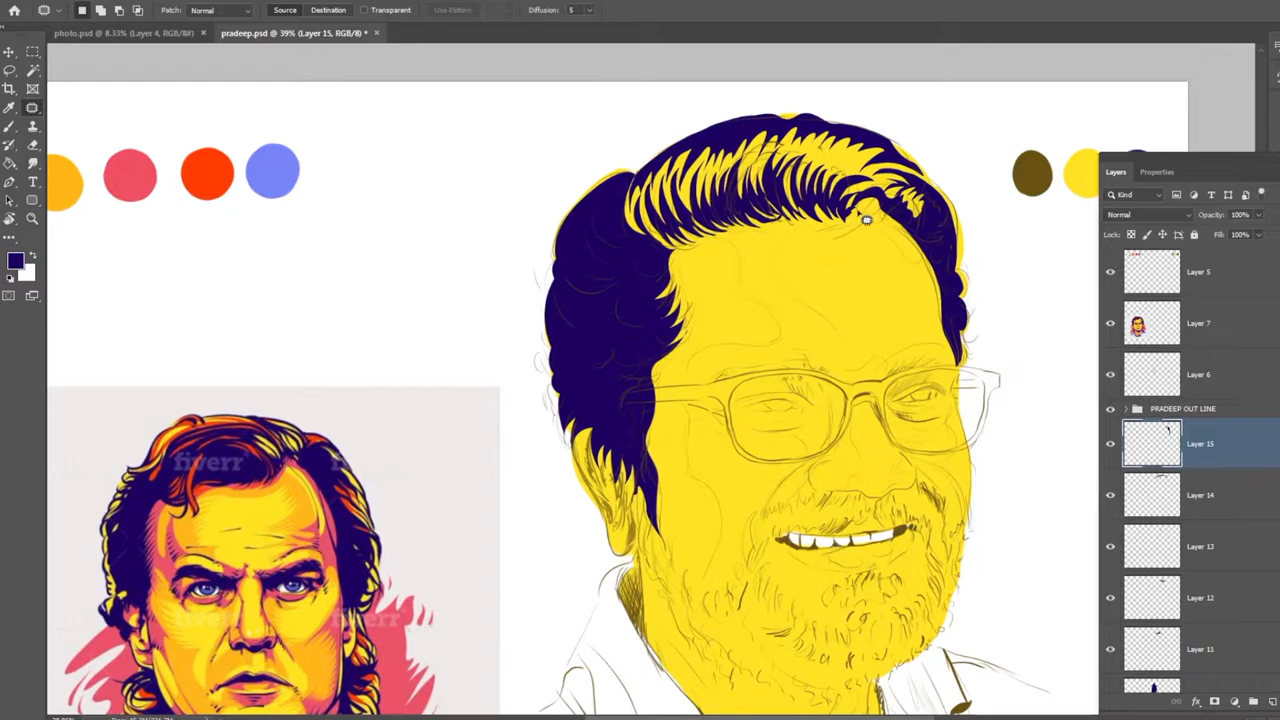 Patch: Normal Source Destination Transparent Use Pattern Diffusion: 5
photo.psd @ 8.33% (Layer 4, RGB/8#) × pradeep.psd @ 39% (Layer 15, RGB/8) * ×
Layers Properties
Kind
Normal Opacity: 100%
Lock: Fill: 100%
Layer 5
Layer 7
Layer 6
PRADEEP OUT LINE
Layer 15
Layer 14
Layer 13
Layer 12
Layer 11
fiverr
fiverr